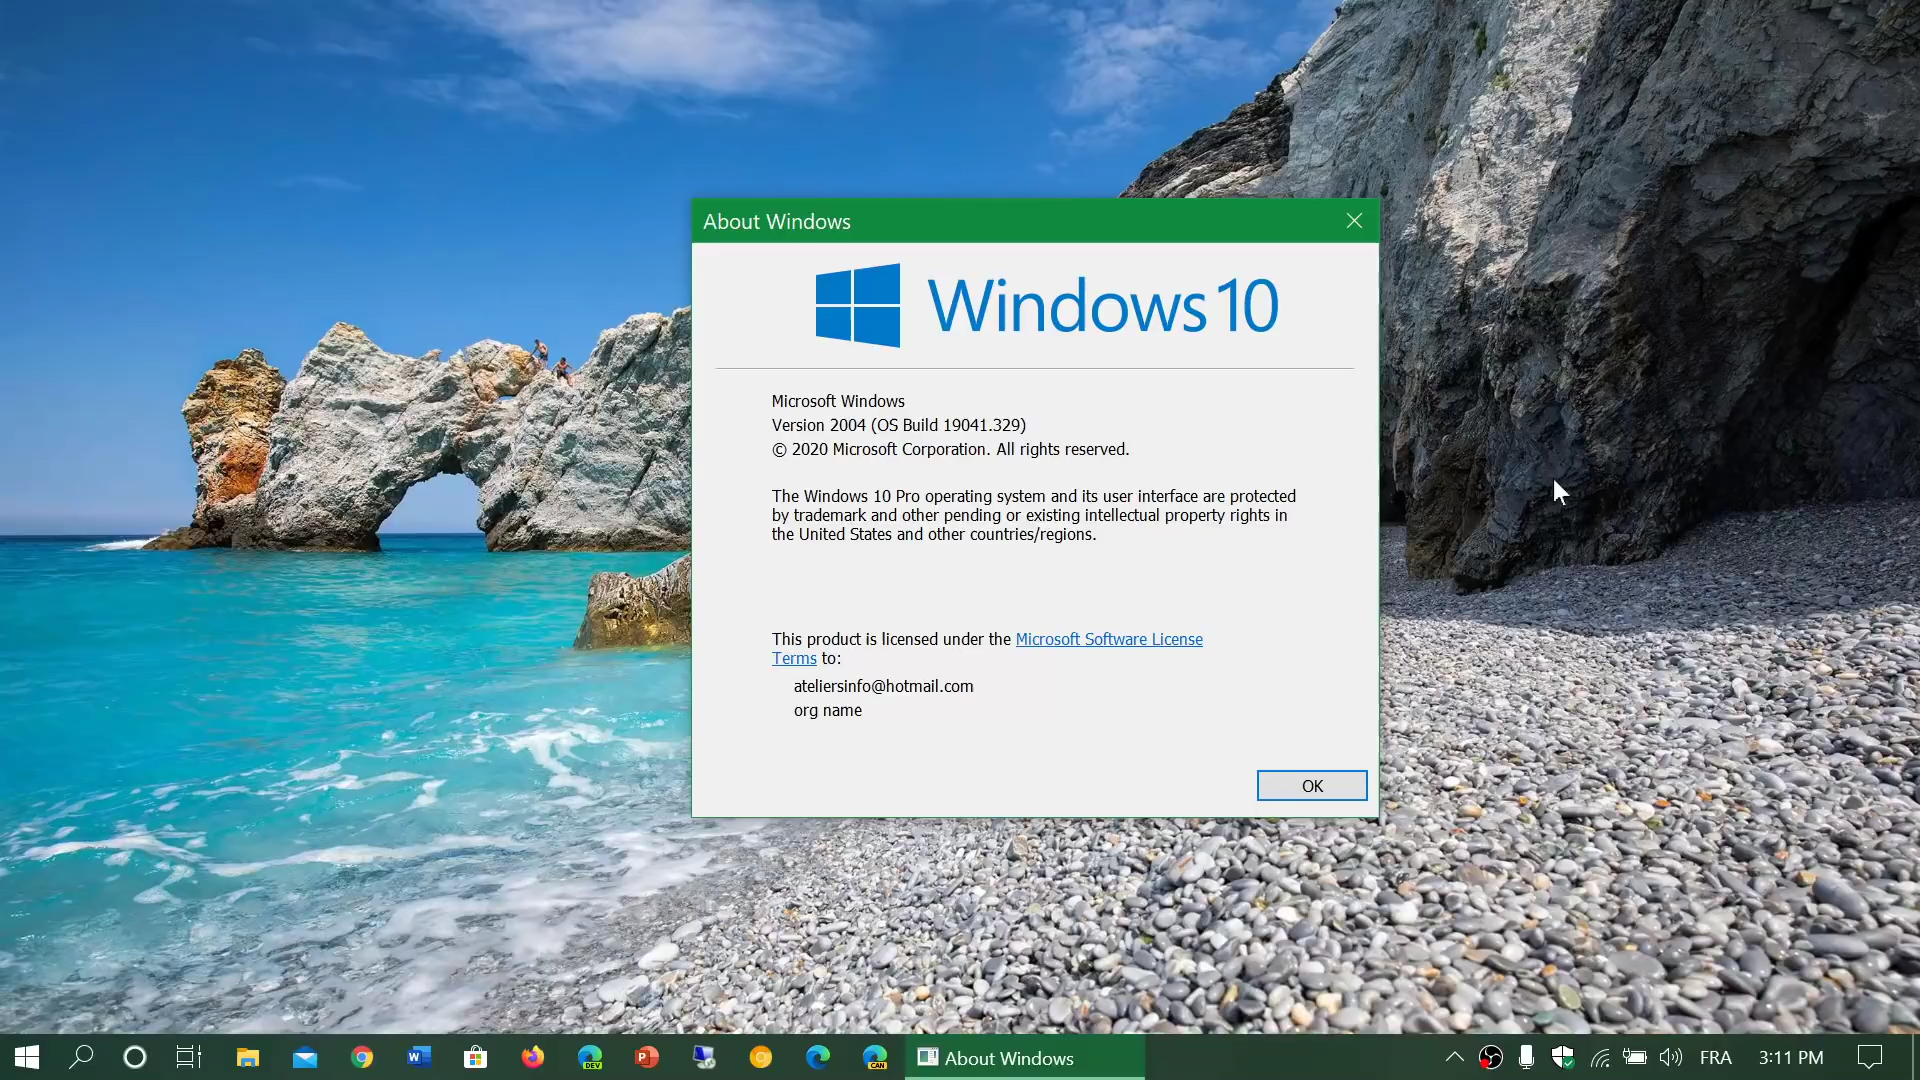 About Windows
Windows 10
Microsoft Windows
Version 2004 (OS Build 19041.329)
© 2020 Microsoft Corporation. All rights reserved.
The Windows 10 Pro operating system and its user interface are protected
by trademark and other pending or existing intellectual property rights in
the United States and other countries/regions.
This product is licensed under the Microsoft Software License
Terms to:
ateliersinfo@hotmail.com
org name
OK
W
DEV
P
CAN
About Windows
FRA
3:11 PM